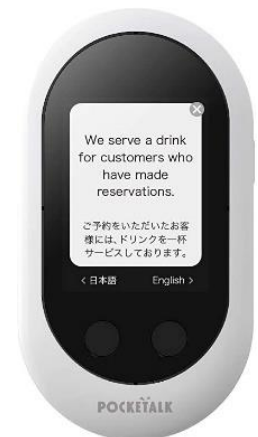 We serve a drink
for customers who
have made
reservations.
ご予約をいただいたお客
様には、ドリンクを一杯
サービスしております。
< 日本語 English >
POCKETALK